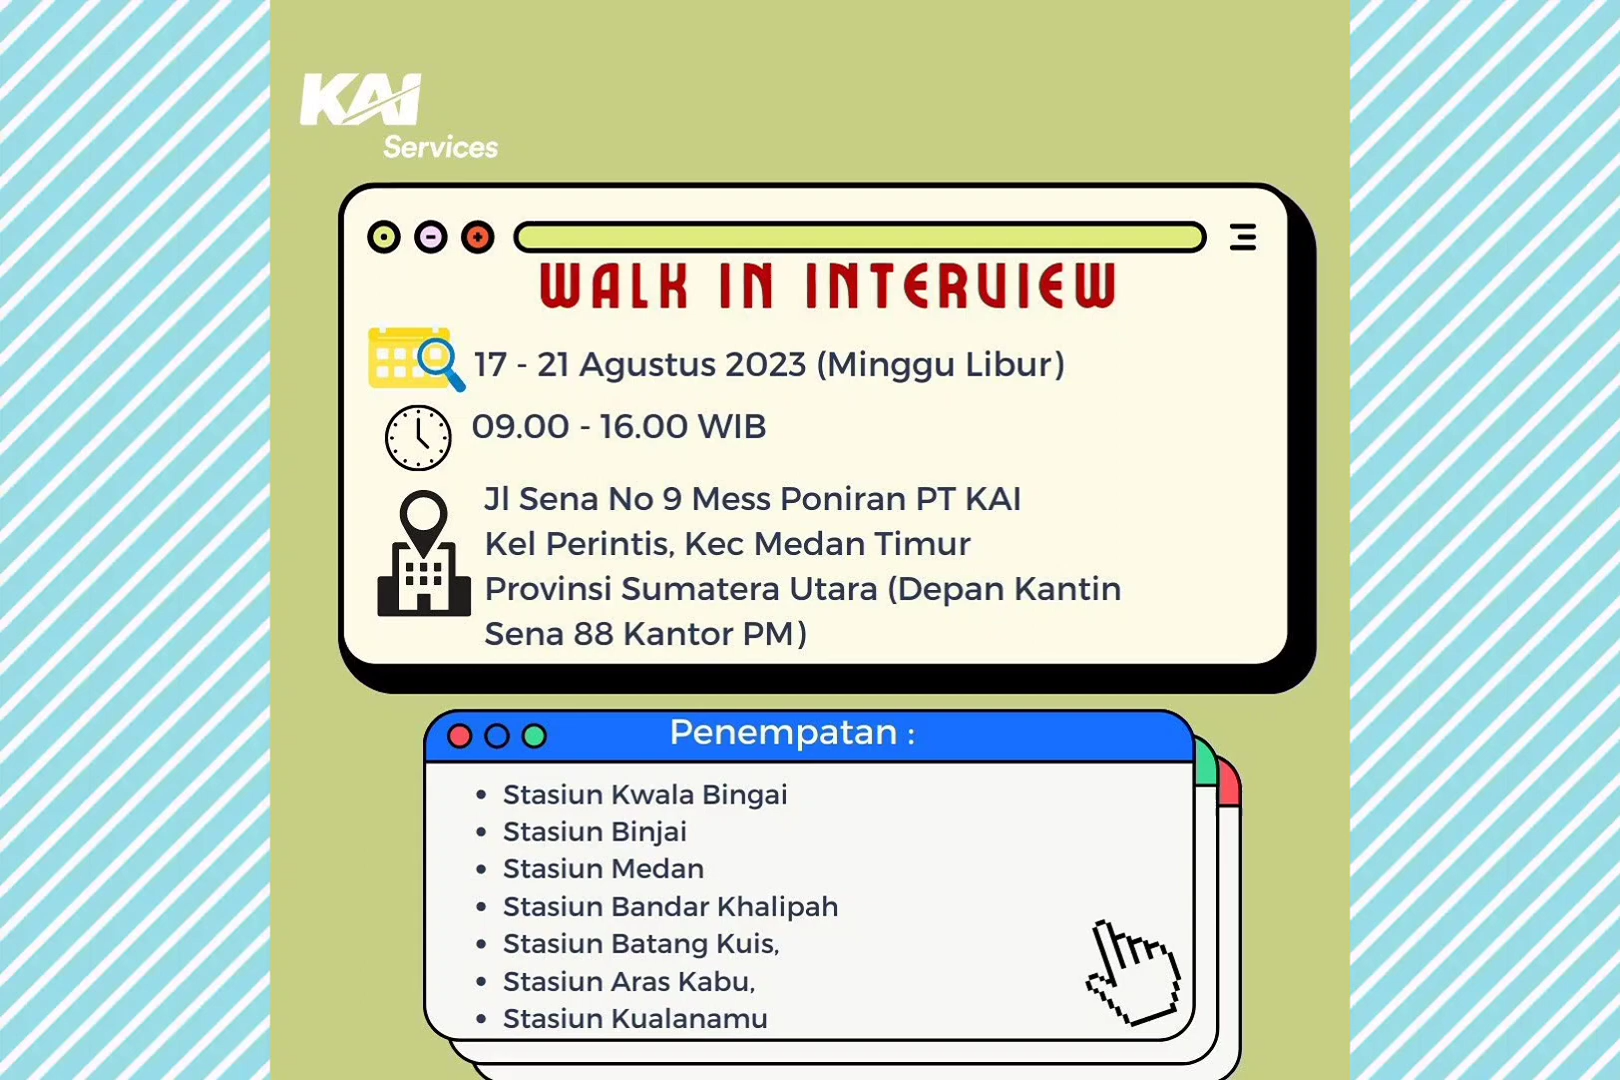 KAI
Services
WALK IN INTERVIEW
17 - 21 Agustus 2023 (Minggu Libur)
09.00 - 16.00 WIB
Jl Sena No 9 Mess Poniran PT KAI
Kel Perintis, Kec Medan Timur
Provinsi Sumatera Utara (Depan Kantin
Sena 88 Kantor PM)
Penempatan :
• Stasiun Kwala Bingai
• Stasiun Binjai
• Stasiun Medan
• Stasiun Bandar Khalipah
• Stasiun Batang Kuis,
• Stasiun Aras Kabu,
• Stasiun Kualanamu